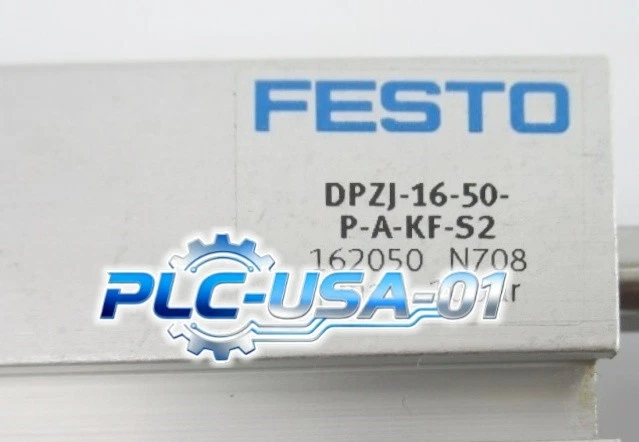 FESTO
DPZJ-16-50-
P-A-KF-S2
162050 N708
PLC-USA-01